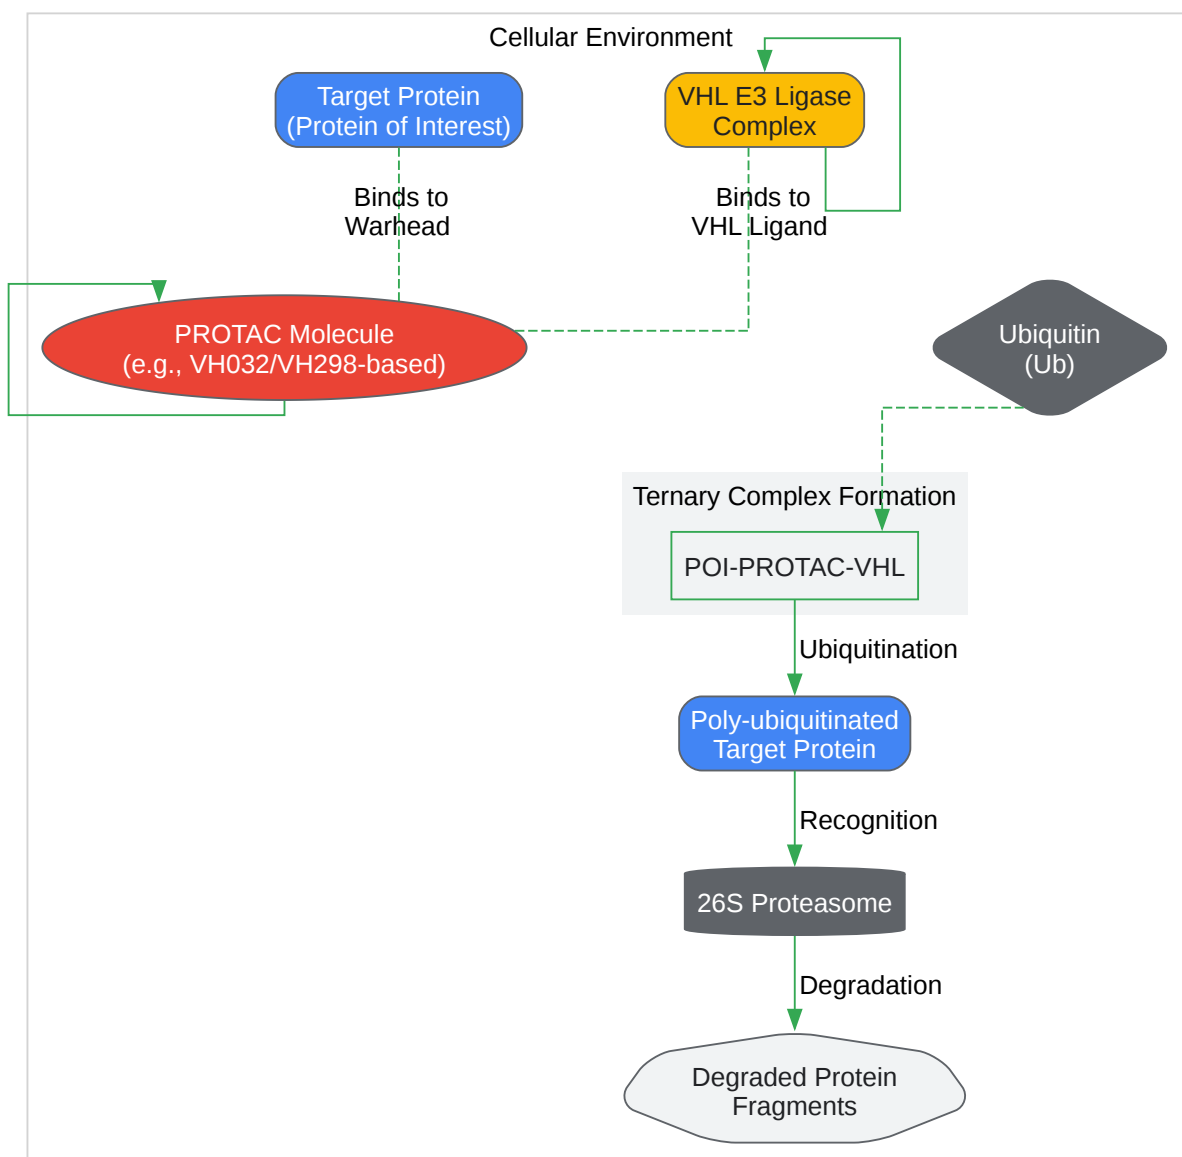 Cellular Environment
Target Protein
(Protein of Interest)
VHL E3 Ligase
Complex
Binds to
Warhead
Binds to
VHL Ligand
PROTAC Molecule
(e.g., VH032/VH298-based)
Ubiquitin
(Ub)
Ternary Complex Formation
POI-PROTAC-VHL
Ubiquitination
Poly-ubiquitinated
Target Protein
Recognition
26S Proteasome
Degradation
Degraded Protein
Fragments